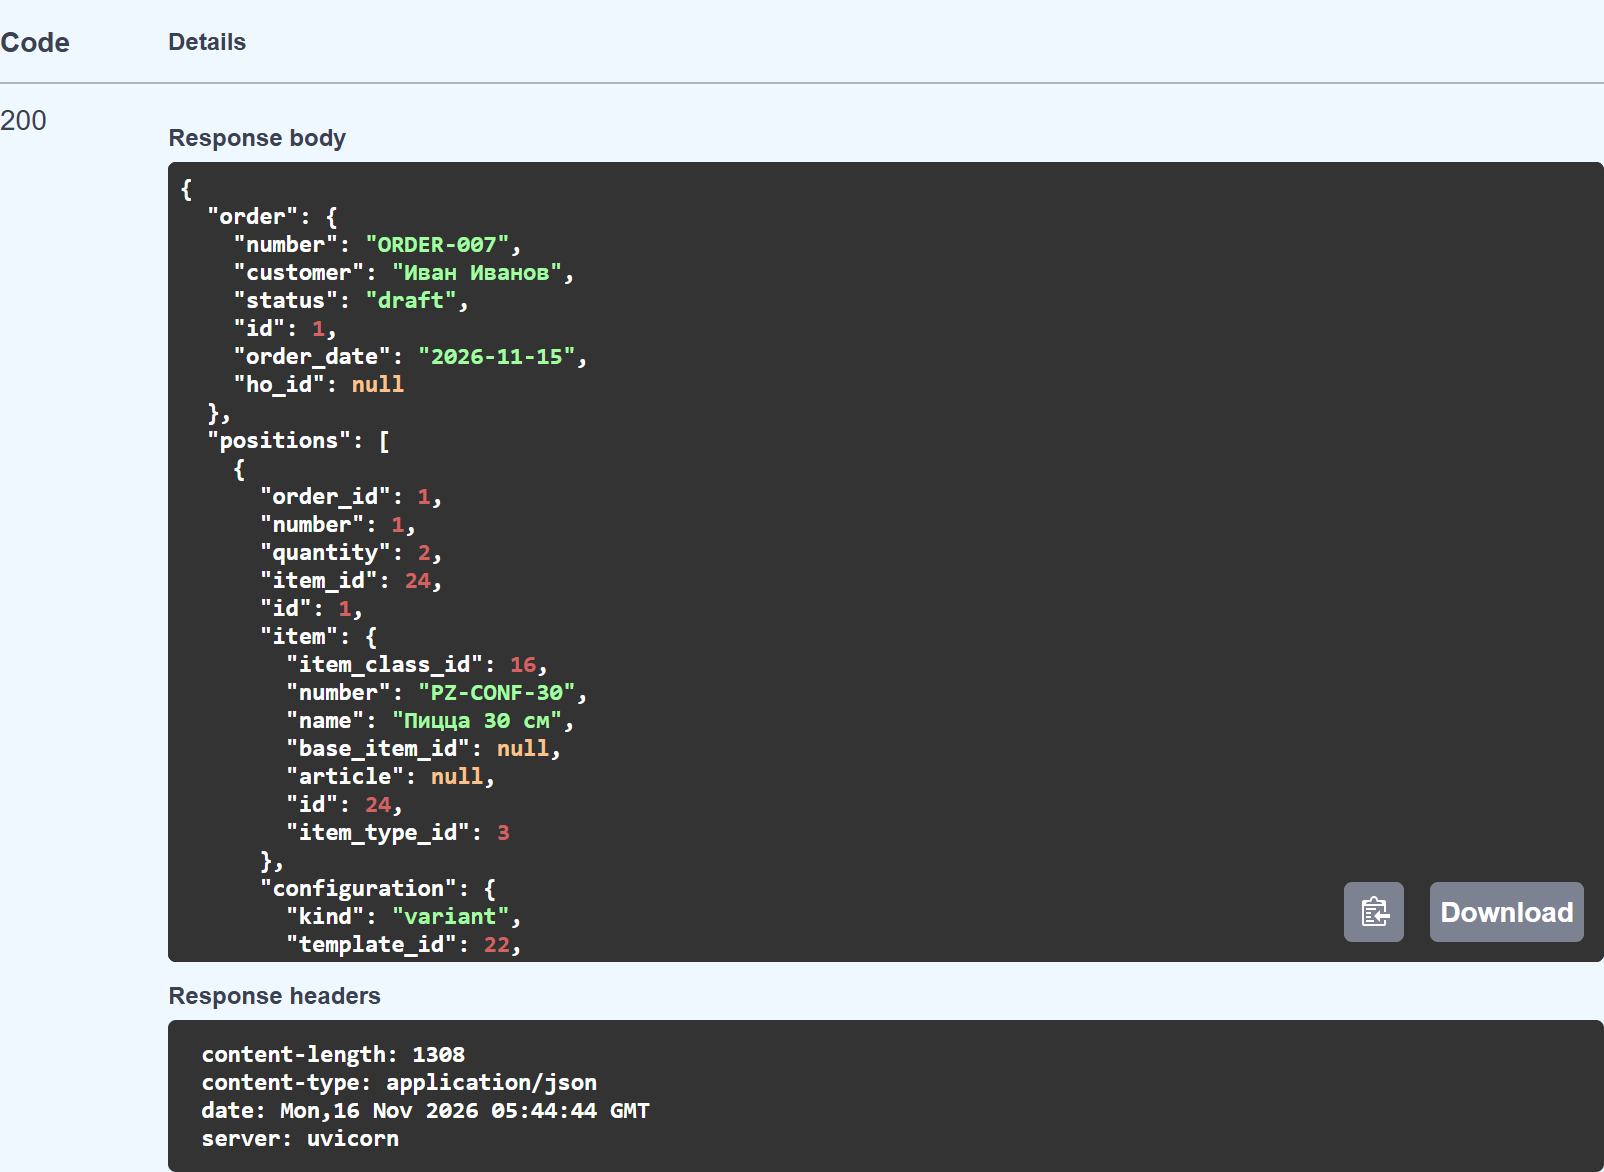 Code Details
200
Response body
{
  "order": {
    "number": "ORDER-007",
    "customer": "Иван Иванов",
    "status": "draft",
    "id": 1,
    "order_date": "2026-11-15",
    "ho_id": null
  },
  "positions": [
    {
      "order_id": 1,
      "number": 1,
      "quantity": 2,
      "item_id": 24,
      "id": 1,
      "item": {
        "item_class_id": 16,
        "number": "PZ-CONF-30",
        "name": "Пицца 30 см",
        "base_item_id": null,
        "article": null,
        "id": 24,
        "item_type_id": 3
      },
      "configuration": {
        "kind": "variant",
        "template_id": 22,
Download
Response headers
content-length: 1308
content-type: application/json
date: Mon,16 Nov 2026 05:44:44 GMT
server: uvicorn